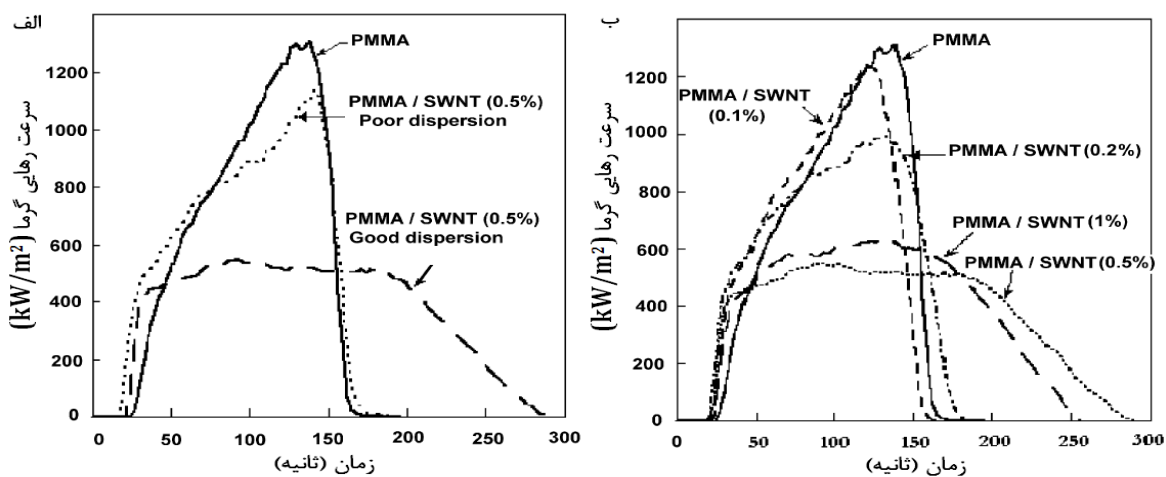 الف
سرعت رهایی گرما (kW/m²)
1200
1000
800
600
400
200
0
PMMA
PMMA / SWNT (0.5%)
Poor dispersion
PMMA / SWNT (0.5%)
Good dispersion
0 50 100 150 200 250 300
زمان (ثانیه)
ب
سرعت رهایی گرما (kW/m²)
1200
1000
800
600
400
200
0
PMMA
PMMA / SWNT
(0.1%)
PMMA / SWNT (0.2%)
PMMA / SWNT (1%)
PMMA / SWNT (0.5%)
0 50 100 150 200 250 300
زمان (ثانیه)